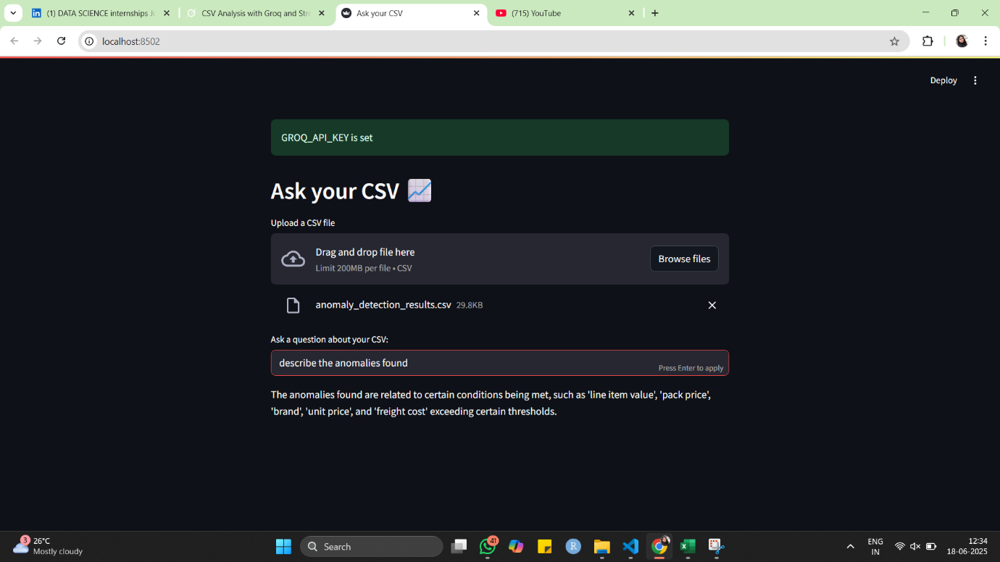 (1) DATA SCIENCE internships Jo
CSV Analysis with Groq and Stre
Ask your CSV
(715) YouTube
localhost:8502
Deploy
GROQ_API_KEY is set
Ask your CSV
Upload a CSV file
Drag and drop file here
Limit 200MB per file • CSV
Browse files
anomaly_detection_results.csv 29.8KB
Ask a question about your CSV:
describe the anomalies found
Press Enter to apply
The anomalies found are related to certain conditions being met, such as 'line item value', 'pack price',
'brand', 'unit price', and 'freight cost' exceeding certain thresholds.
3
26°C
Mostly cloudy
Search
41
R
ENG
IN
12:34
18-06-2025